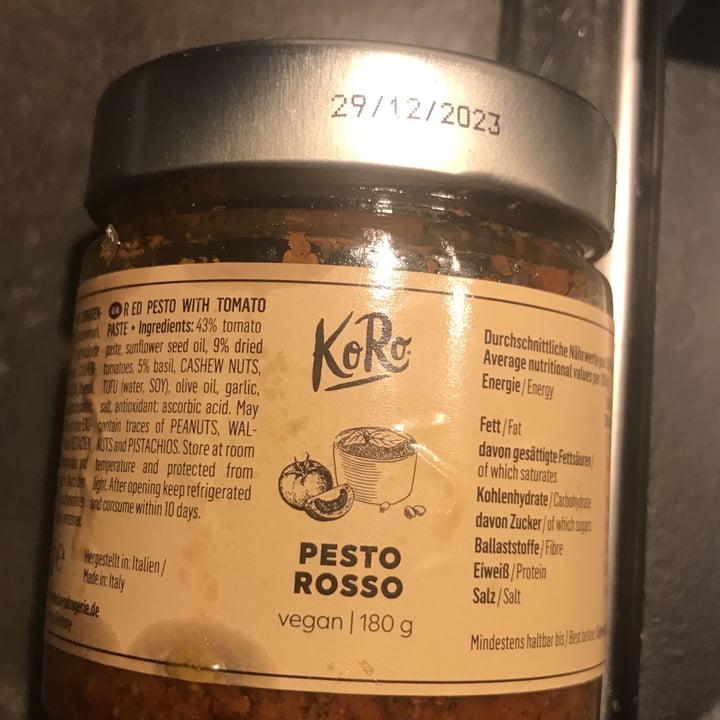 29/12/2023
GB R ED PESTO WITH TOMATO
PASTE • Ingredients: 43% tomato
paste, sunflower seed oil, 9% dried
tomatoes, 5% basil, CASHEW NUTS,
TOFU (water, SOY), olive oil, garlic,
salt, antioxidant: ascorbic acid. May
contain traces of PEANUTS, WAL-
NUTS and PISTACHIOS. Store at room
temperature and protected from
light. After opening keep refrigerated
and consume within 10 days.
Hergestellt in: Italien /
Made in: Italy
Germany
KoRo
PESTO
ROSSO
vegan | 180 g
Durchschnittliche Nährwerte
Average nutritional values per
Energie / Energy
Fett / Fat
davon gesättigte Fettsäuren /
of which saturates
Kohlenhydrate / Carbohydrate
davon Zucker / of which sugars
Ballaststoffe / Fibre
Eiweiß / Protein
Salz / Salt
Mindestens haltbar bis / Best before